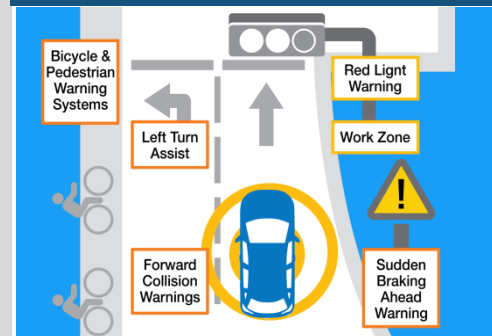 Bicycle &
Pedestrian
Warning
Systems
Red Lignt
Warning
Left Turn
Assist
Work Zone
!
Forward
Collision
Warnings
Sudden
Braking
Ahead
Warning